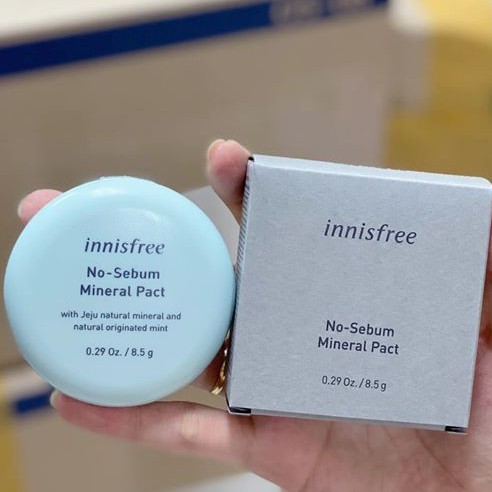 innisfree
No-Sebum
Mineral Pact
with Jeju natural mineral and
natural originated mint
0.29 Oz. / 8.5 g
innisfree
No-Sebum
Mineral Pact
0.29 Oz. / 8.5 g